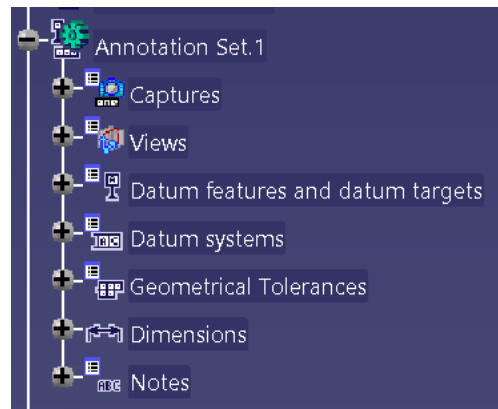 Annotation Set.1
Captures
Views
Datum features and datum targets
Datum systems
Geometrical Tolerances
Dimensions
Notes